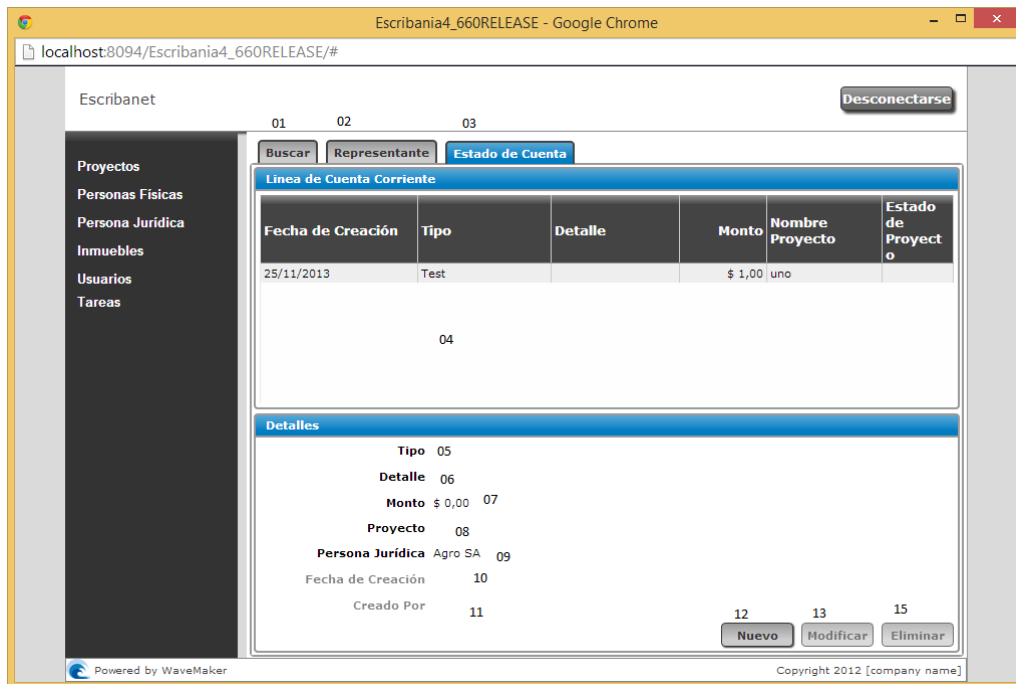 Escribania4_660RELEASE - Google Chrome
localhost:8094/Escribania4_660RELEASE/#
Escribanet
Desconectarse
01 02 03
Buscar Representante Estado de Cuenta
Proyectos
Personas Físicas
Persona Jurídica
Inmuebles
Usuarios
Tareas
Linea de Cuenta Corriente
Fecha de Creación Tipo Detalle Monto Nombre Proyecto Estado de Proyecto
25/11/2013 Test $ 1,00 uno
04
Detalles
Tipo 05
Detalle 06
Monto $ 0,00 07
Proyecto 08
Persona Jurídica Agro SA 09
Fecha de Creación 10
Creado Por 11
12 13 15
Nuevo Modificar Eliminar
Powered by WaveMaker
Copyright 2012 [company name]